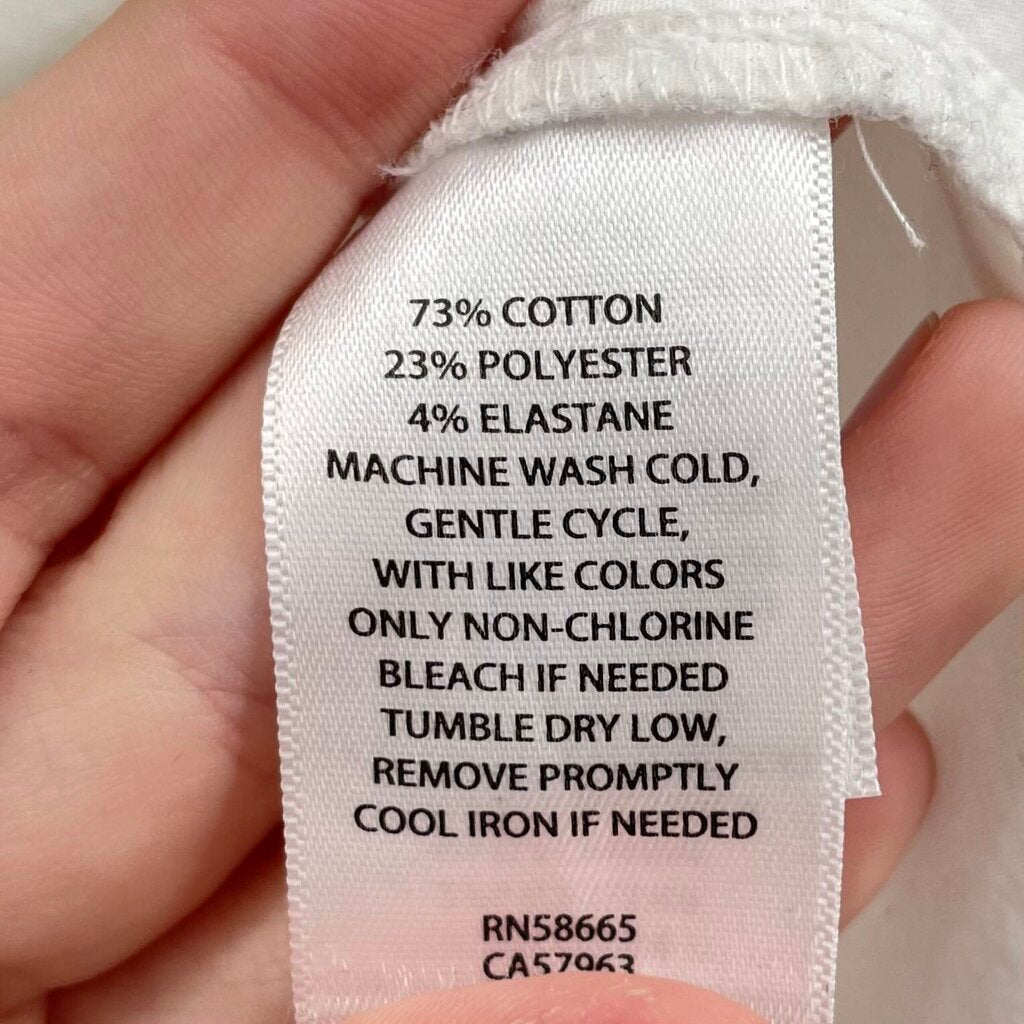 73% COTTON
23% POLYESTER
4% ELASTANE
MACHINE WASH COLD,
GENTLE CYCLE,
WITH LIKE COLORS
ONLY NON-CHLORINE
BLEACH IF NEEDED
TUMBLE DRY LOW,
REMOVE PROMPTLY
COOL IRON IF NEEDED
RN58665
CA57963